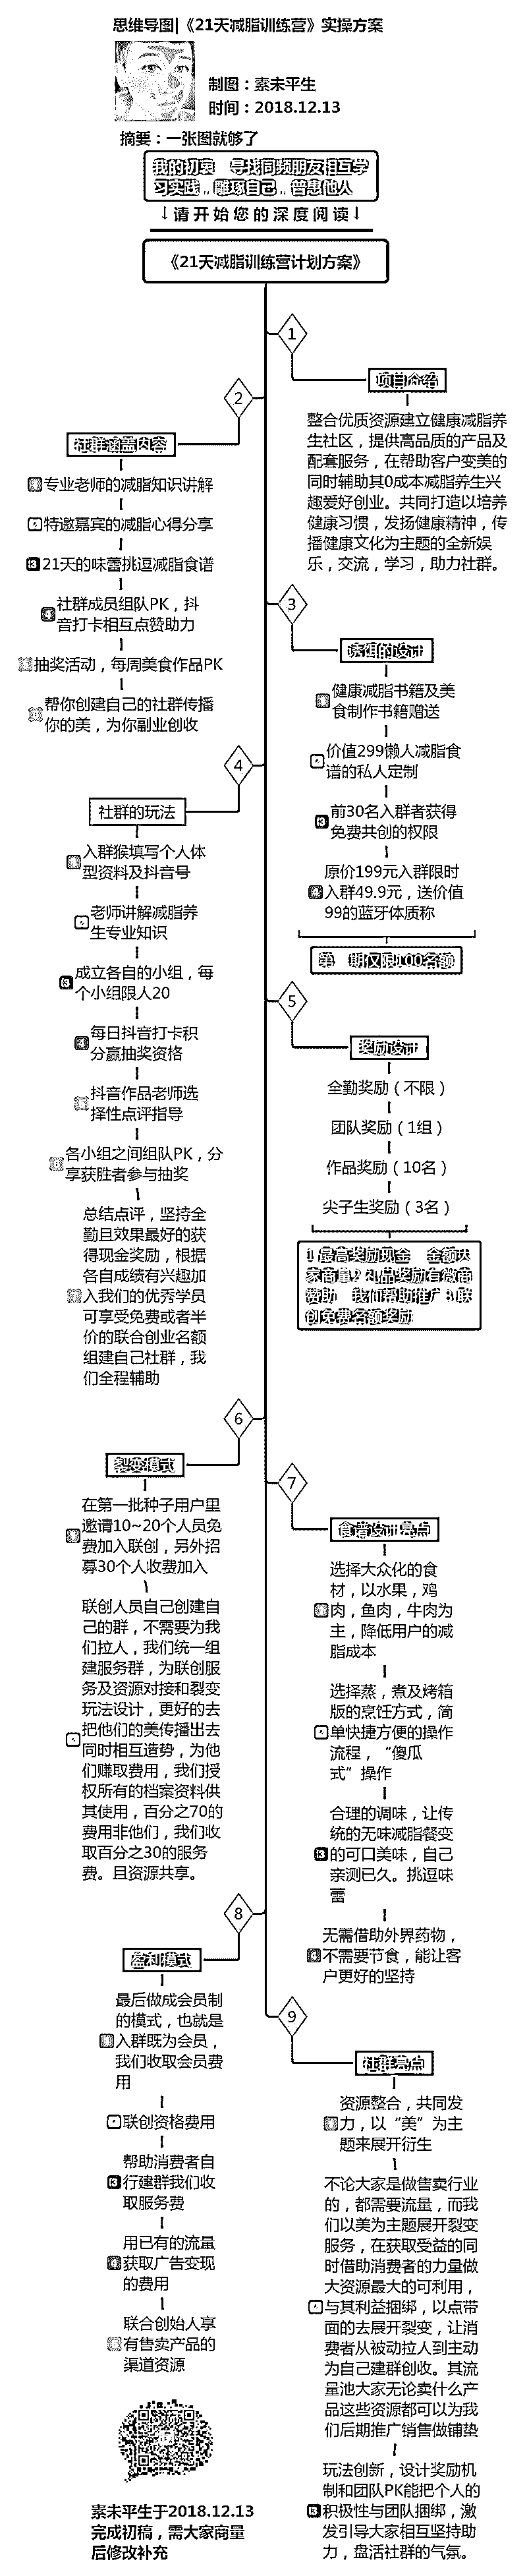 思维导图|《21天减脂训练营》实操方案
制图：素未平生
时间：2018.12.13
摘要：一张图就够了
我的初衷 寻找同频朋友相互学
习实践，雕琢自己，普惠他人
↓请开始您的深度阅读↓
《21天减脂训练营计划方案》
1
项目介绍
整合优质资源建立健康减脂养
生社区，提供高品质的产品及
配套服务，在帮助客户变美的
同时辅助其0成本减脂养生兴
趣爱好创业。共同打造以培养
健康习惯，发扬健康精神，传
播健康文化为主题的全新娱
乐，交流，学习，助力社群。
2
社群涵盖内容
1专业老师的减脂知识讲解
特邀嘉宾的减脂心得分享
3 21天的味蕾挑逗减脂食谱
社群成员组队PK，抖
4音打卡相互点赞助力
抽奖活动，每周美食作品PK
帮你创建自己的社群传播
你的美，为你副业创收
3
诱饵的设计
1健康减脂书籍及美
食制作书籍赠送
价值299懒人减脂食
谱的私人定制
3前30名入群者获得
免费共创的权限
原价199元入群限时
4入群49.9元，送价值
99的蓝牙体质称
第 期仅限100名额
4
社群的玩法
1入群猴填写个人体
型资料及抖音号
老师讲解减脂养
生专业知识
3成立各自的小组，每
个小组限人20
4每日抖音打卡积
分赢抽奖资格
抖音作品老师选
择性点评指导
各小组之间组队PK，分
享获胜者参与抽奖
总结点评，坚持全
勤且效果最好的获
得现金奖励，根据
各自成绩有兴趣加
入我们的优秀学员
可享受免费或者半
价的联合创业名额
组建自己社群，我
们全程辅助
5
奖励设计
全勤奖励（不限）
团队奖励（1组）
作品奖励（10名）
尖子生奖励（3名）
1最高奖励现金 金额大
家商量2礼品奖励有微商
赞助 我们帮助推广3联
创免费名额奖励
6
裂变模式
在第一批种子用户里
1邀请10~20个人员免
费加入联创，另外招
募30个人收费加入
联创人员自己创建自
己的群，不需要为我
们拉人，我们统一组
建服务群，为联创服
务及资源对接和裂变
玩法设计，更好的去
把他们的美传播出去
同时相互造势，为他
们赚取费用，我们授
权所有的档案资料供
其使用，百分之70的
费用非他们，我们收
取百分之30的服务
费。且资源共享。
7
食谱设计亮点
选择大众化的食
材，以水果，鸡
1肉，鱼肉，牛肉为
主，降低用户的减
脂成本
选择蒸，煮及烤箱
版的烹饪方式，简
单快捷方便的操作
流程，“傻瓜
式”操作
合理的调味，让传
统的无味减脂餐变
3的可口美味，自己
亲测已久。挑逗味
蕾
无需借助外界药物，
4不需要节食，能让客
户更好的坚持
8
盈利模式
最后做成会员制
的模式，也就是
1入群既为会员，
我们收取会员费
用
联创资格费用
帮助消费者自
3行建群我们收
取服务费
用已有的流量
4获取广告变现
的费用
联合创始人享
有售卖产品的
渠道资源
9
社群亮点
资源整合，共同发
1力，以“美”为主
题来展开衍生
不论大家是做售卖行业
的，都需要流量，而我
们以美为主题展开裂变
服务，在获取受益的同
时借助消费者的力量做
大资源最大的可利用，
与其利益捆绑，以点带
面的去展开裂变，让消
费者从被动拉人到主动
为自己建群创收。其流
量池大家无论卖什么产
品这些资源都可以为我
们后期推广销售做铺垫
玩法创新，设计奖励机
制和团队PK能把个人的
3积极性与团队捆绑，激
发引导大家相互坚持助
力，盘活社群的气氛。
素未平生于2018.12.13
完成初稿，需大家商量
后修改补充